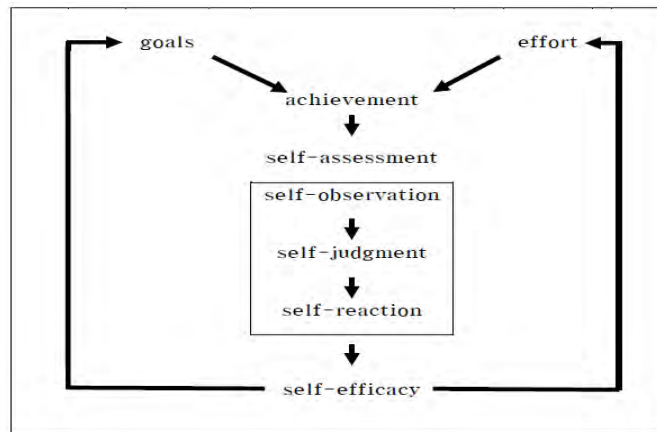 goals effort
achievement
self-assessment
self-observation
self-judgment
self-reaction
self-efficacy